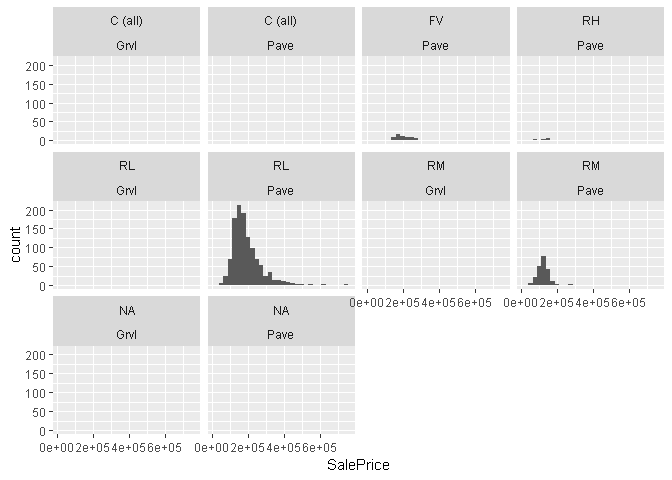 C (all) C (all) FV RH
Grvl Pave Pave Pave
200
150
100
50
0
RL RL RM RM
Grvl Pave Grvl Pave
200
150
100
50
0
count
0e+002e+054e+056e+05 0e+002e+054e+056e+05
NA NA
Grvl Pave
200
150
100
50
0
0e+002e+054e+056e+05 0e+002e+054e+056e+05
SalePrice